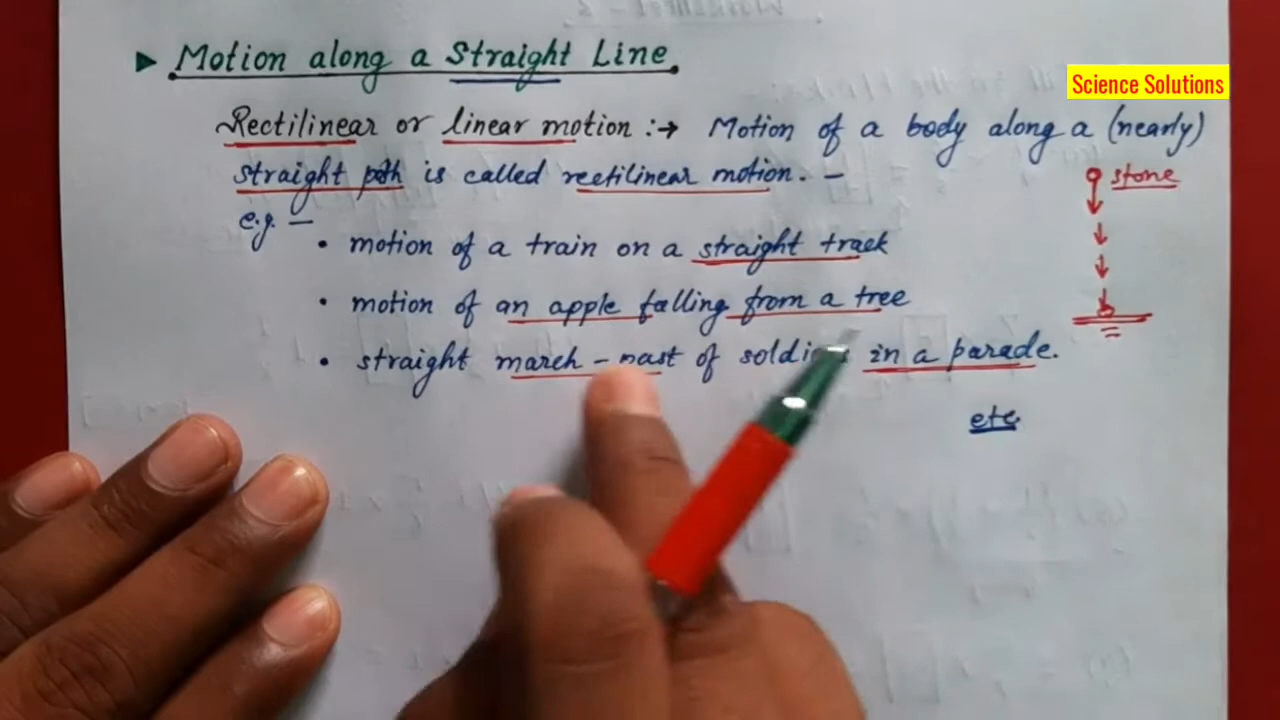 ► Motion along a Straight Line
Science Solutions
Rectilinear or linear motion :→ Motion of a body along a (nearly)
straight path is called rectilinear motion. –
stone
e.g. –
• motion of a train on a straight track
• motion of an apple falling from a tree
• straight march - past of in a parade.
etc.